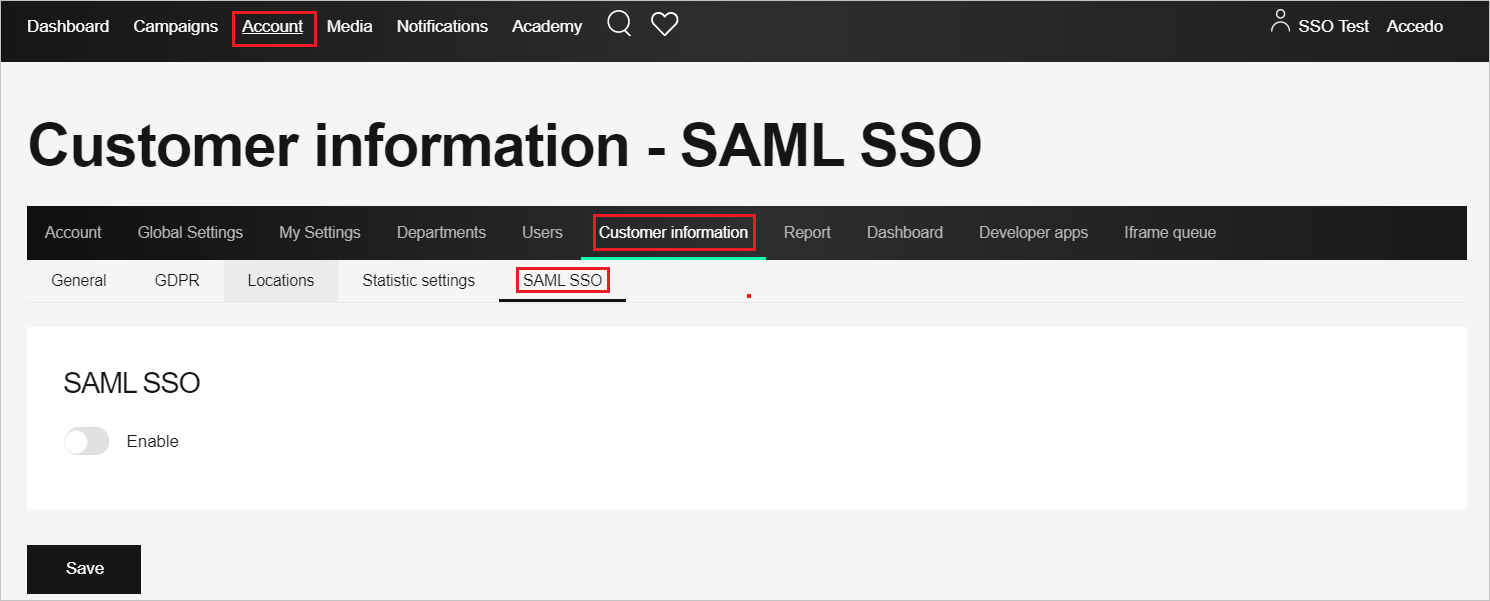 Dashboard Campaigns Account Media Notifications Academy SSO Test Accedo
Customer information - SAML SSO
Account Global Settings My Settings Departments Users Customer information Report Dashboard Developer apps Iframe queue
General GDPR Locations Statistic settings SAML SSO
SAML SSO
Enable
Save